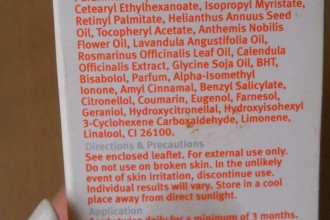 Cetearyl Ethylhexanoate, Isopropyl Myristate,
Retinyl Palmitate, Helianthus Annuus Seed
Oil, Tocopheryl Acetate, Anthemis Nobilis
Flower Oil, Lavandula Angustifolia Oil,
Rosmarinus Officinalis Leaf Oil, Calendula
Officinalis Extract, Glycine Soja Oil, BHT,
Bisabolol, Parfum, Alpha-Isomethyl
Ionone, Amyl Cinnamal, Benzyl Salicylate,
Citronellol, Coumarin, Eugenol, Farnesol,
Geraniol, Hydroxycitronellal, Hydroxyisohexyl
3-Cyclohexene Carboxaldehyde, Limonene,
Linalool, CI 26100.
Directions & Precautions
See enclosed leaflet. For external use only.
Do not use on broken skin. In the unlikely
event of skin irritation, discontinue use.
Individual results will vary. Store in a cool
place away from direct sunlight.
Application
daily for a minimum of 3 months.